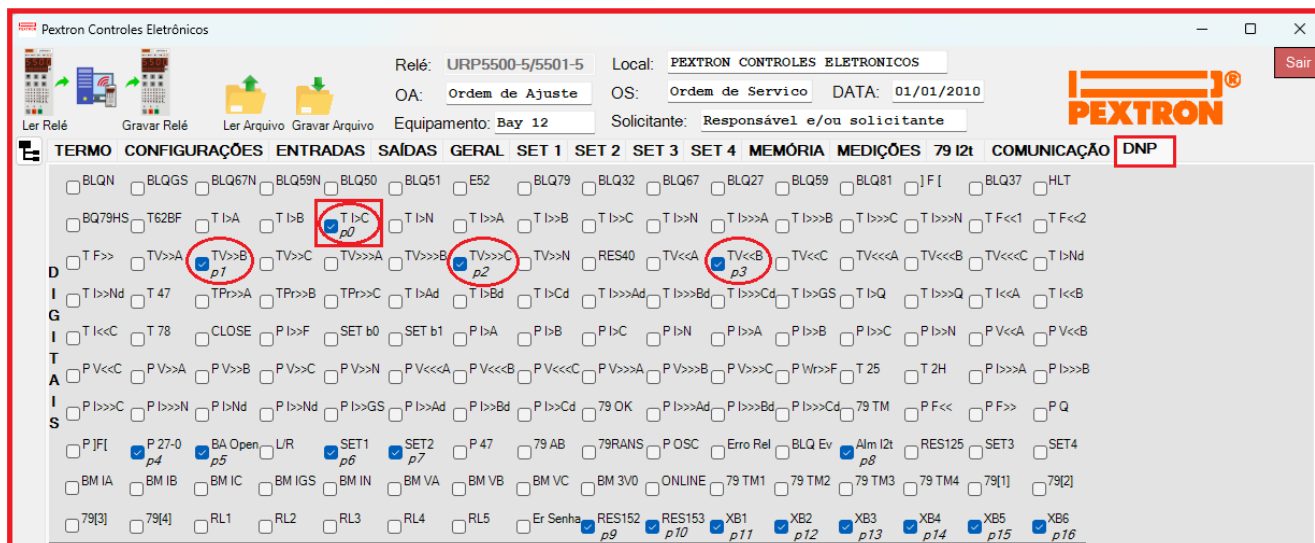 Pextron Controles Eletrônicos
Ler Relé Gravar Relé Ler Arquivo Gravar Arquivo
Relé: URP5500-5/5501-5 Local: PEXTRON CONTROLES ELETRONICOS
OA: Ordem de Ajuste OS: Ordem de Servico DATA: 01/01/2010
Equipamento: Bay 12 Solicitante: Responsável e/ou solicitante
PEXTRON®
Sair
TERMO CONFIGURAÇÕES ENTRADAS SAÍDAS GERAL SET 1 SET 2 SET 3 SET 4 MEMÓRIA MEDIÇÕES 79 I2t COMUNICAÇÃO DNP
DIGITAIS
BLQN BLQGS BLQ67N BLQ59N BLQ50 BLQ51 E52 BLQ79 BLQ32 BLQ67 BLQ27 BLQ59 BLQ81 ] F [ BLQ37 HLT
BQ79HS T62BF T I>A T I>B T I>C T I>N T I>>A T I>>B T I>>C T I>>N T I>>>A T I>>>B T I>>>C T I>>>N T F<<1 T F<<2
p0
T F>> TV>>A TV>>B TV>>C TV>>>A TV>>>B TV>>>C TV>>N RES40 TV<<A TV<<B TV<<C TV<<<A TV<<<B TV<<<C T I>Nd
p1 p2 p3
T I>>Nd T 47 TPr>>A TPr>>B TPr>>C T I>Ad T I>Bd T I>Cd T I>>>Ad T I>>>Bd T I>>>Cd T I>>GS T I>Q T I>>>Q T I<<A T I<<B
T I<<C T 78 CLOSE P I>>F SET b0 SET b1 P I>A P I>B P I>C P I>N P I>>A P I>>B P I>>C P I>>N P V<<A P V<<B
P V<<C P V>>A P V>>B P V>>C P V>>N P V<<<A P V<<<B P V<<<C P V>>>A P V>>>B P V>>>C P Wr>>F T 25 T 2H P I>>>A P I>>>B
P I>>>C P I>>>N P I>Nd P I>>Nd P I>>GS P I>>Ad P I>>Bd P I>>Cd 79 OK P I>>>Ad P I>>>Bd P I>>>Cd 79 TM P F<< P F>> P Q
P ]F[ P 27-0 BA Open L/R SET1 SET2 P 47 79 AB 79RANS P OSC Erro Rel BLQ Ev Alm I2t RES125 SET3 SET4
p4 p5 p6 p7 p8
BM IA BM IB BM IC BM IGS BM IN BM VA BM VB BM VC BM 3V0 ONLINE 79 TM1 79 TM2 79 TM3 79 TM4 79[1] 79[2]
79[3] 79[4] RL1 RL2 RL3 RL4 RL5 Er Senha RES152 RES153 XB1 XB2 XB3 XB4 XB5 XB6
p9 p10 p11 p12 p13 p14 p15 p16